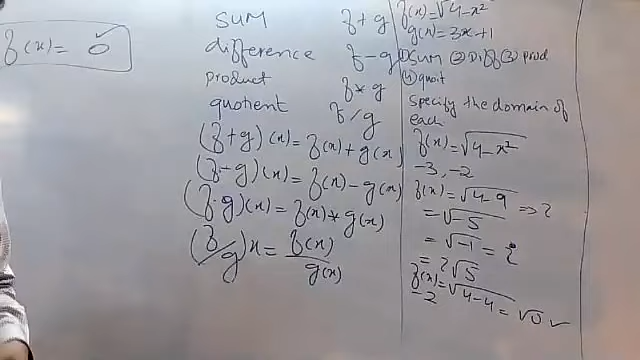 f(x) = 0
sum f + g
difference f - g
product f * g
quotient f / g
(f + g)(x) = f(x) + g(x)
(f - g)(x) = f(x) - g(x)
(f · g)(x) = f(x) * g(x)
(f/g)x = f(x)/g(x)
f(x) = √4-x²
g(x) = 3x + 1
① Sum ② Diff ③ prod
④ quot
Specify the domain of
each
f(x) = √4-x²
-3, -2
f(x) = √4-9 ⇒ ?
= √-5
= √-1 = i
= i√5
f(x) = √4-4 = √0 ✓
-2